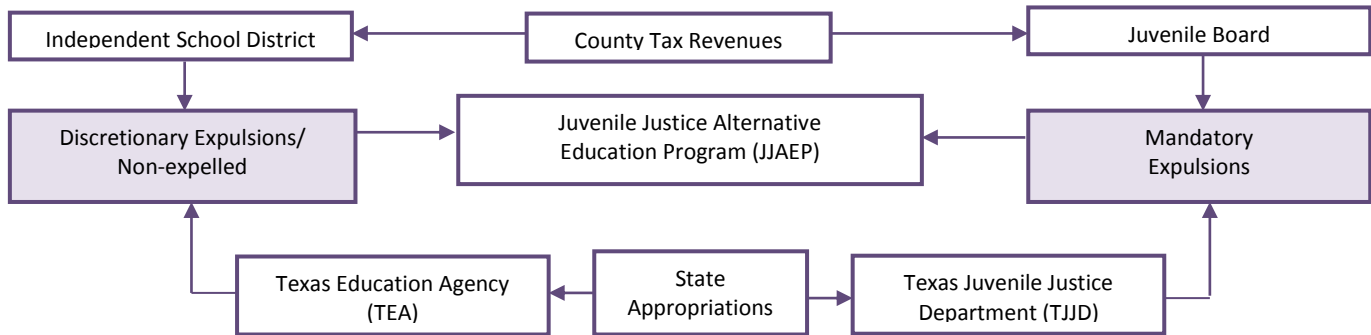 Independent School District
County Tax Revenues
Juvenile Board
Discretionary Expulsions/
Non-expelled
Juvenile Justice Alternative
Education Program (JJAEP)
Mandatory
Expulsions
Texas Education Agency
(TEA)
State
Appropriations
Texas Juvenile Justice
Department (TJJD)